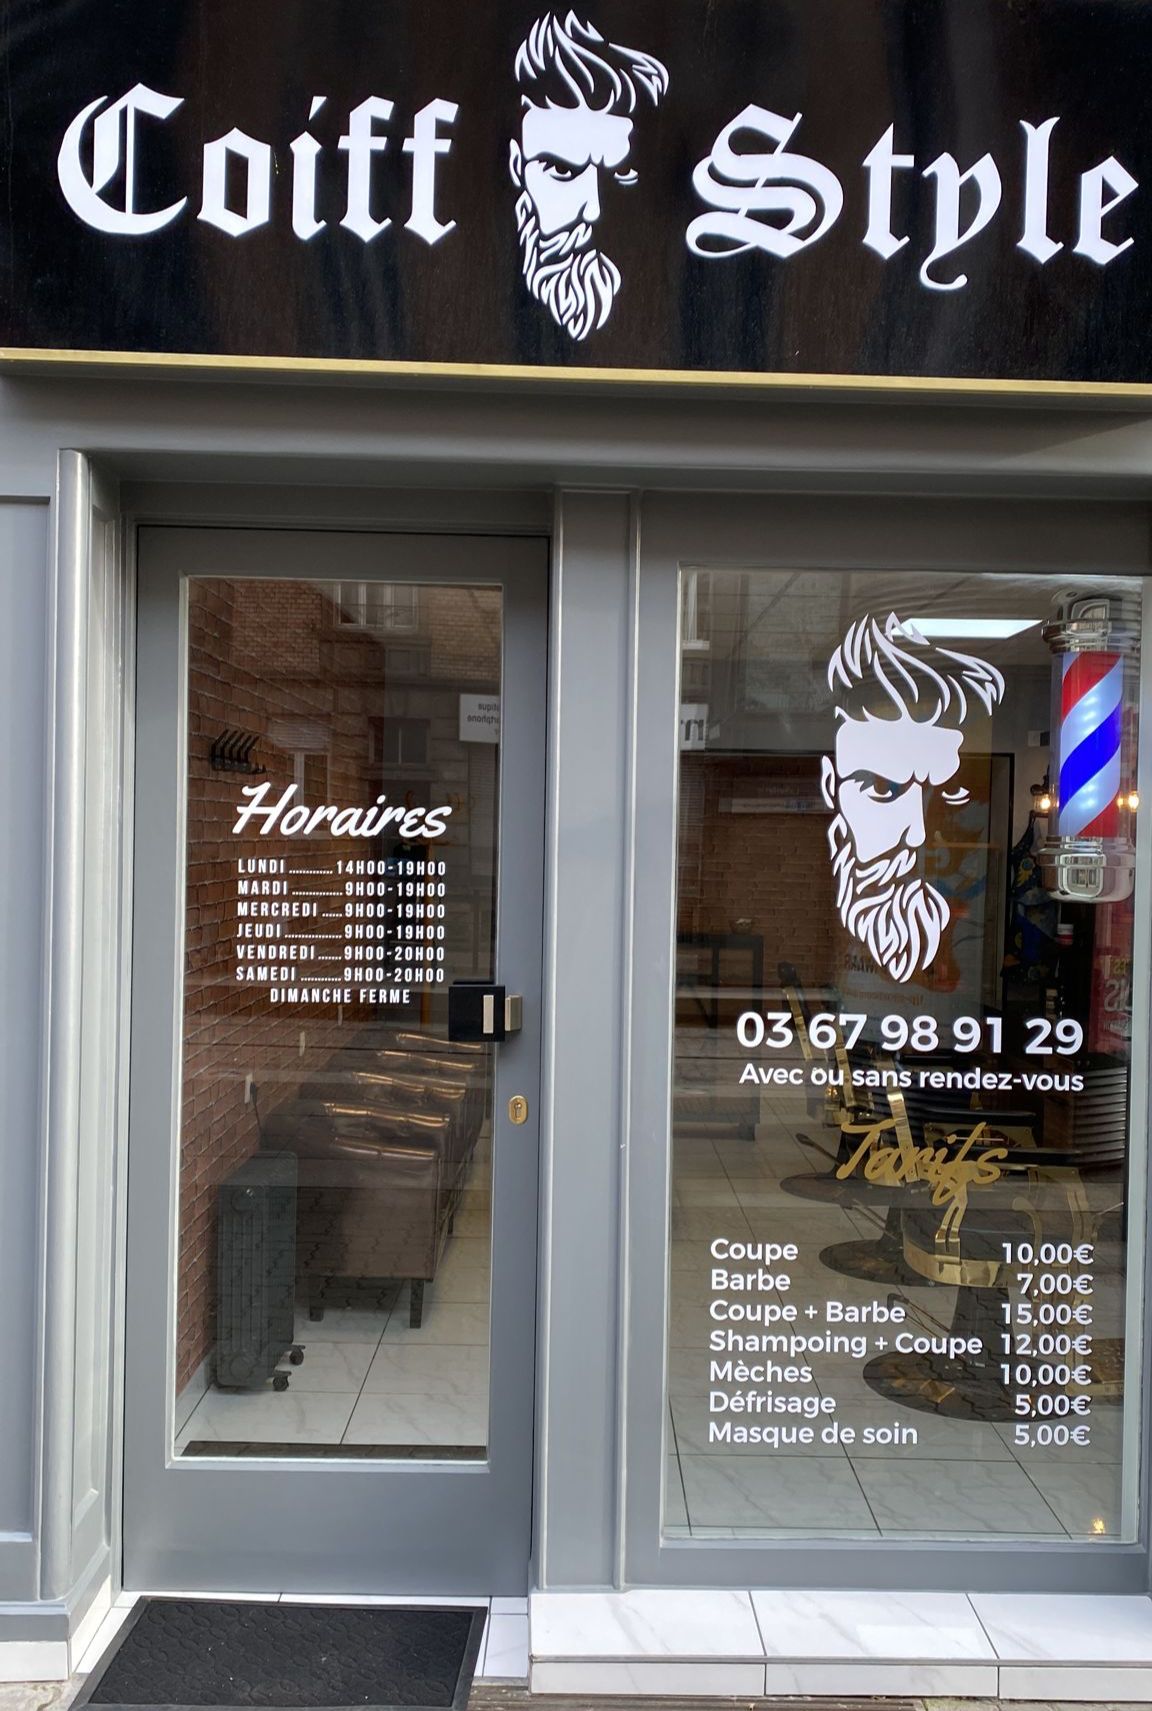 Coiff Style
Horaires
LUNDI ............ 14H00-19H00
MARDI .............. 9H00-19H00
MERCREDI ...... 9H00-19H00
JEUDI ................ 9H00-19H00
VENDREDI ....... 9H00-20H00
SAMEDI ........... 9H00-20H00
DIMANCHE FERME
03 67 98 91 29
Avec ou sans rendez-vous
Tarifs
Coupe 10,00€
Barbe 7,00€
Coupe + Barbe 15,00€
Shampoing + Coupe 12,00€
Mèches 10,00€
Défrisage 5,00€
Masque de soin 5,00€